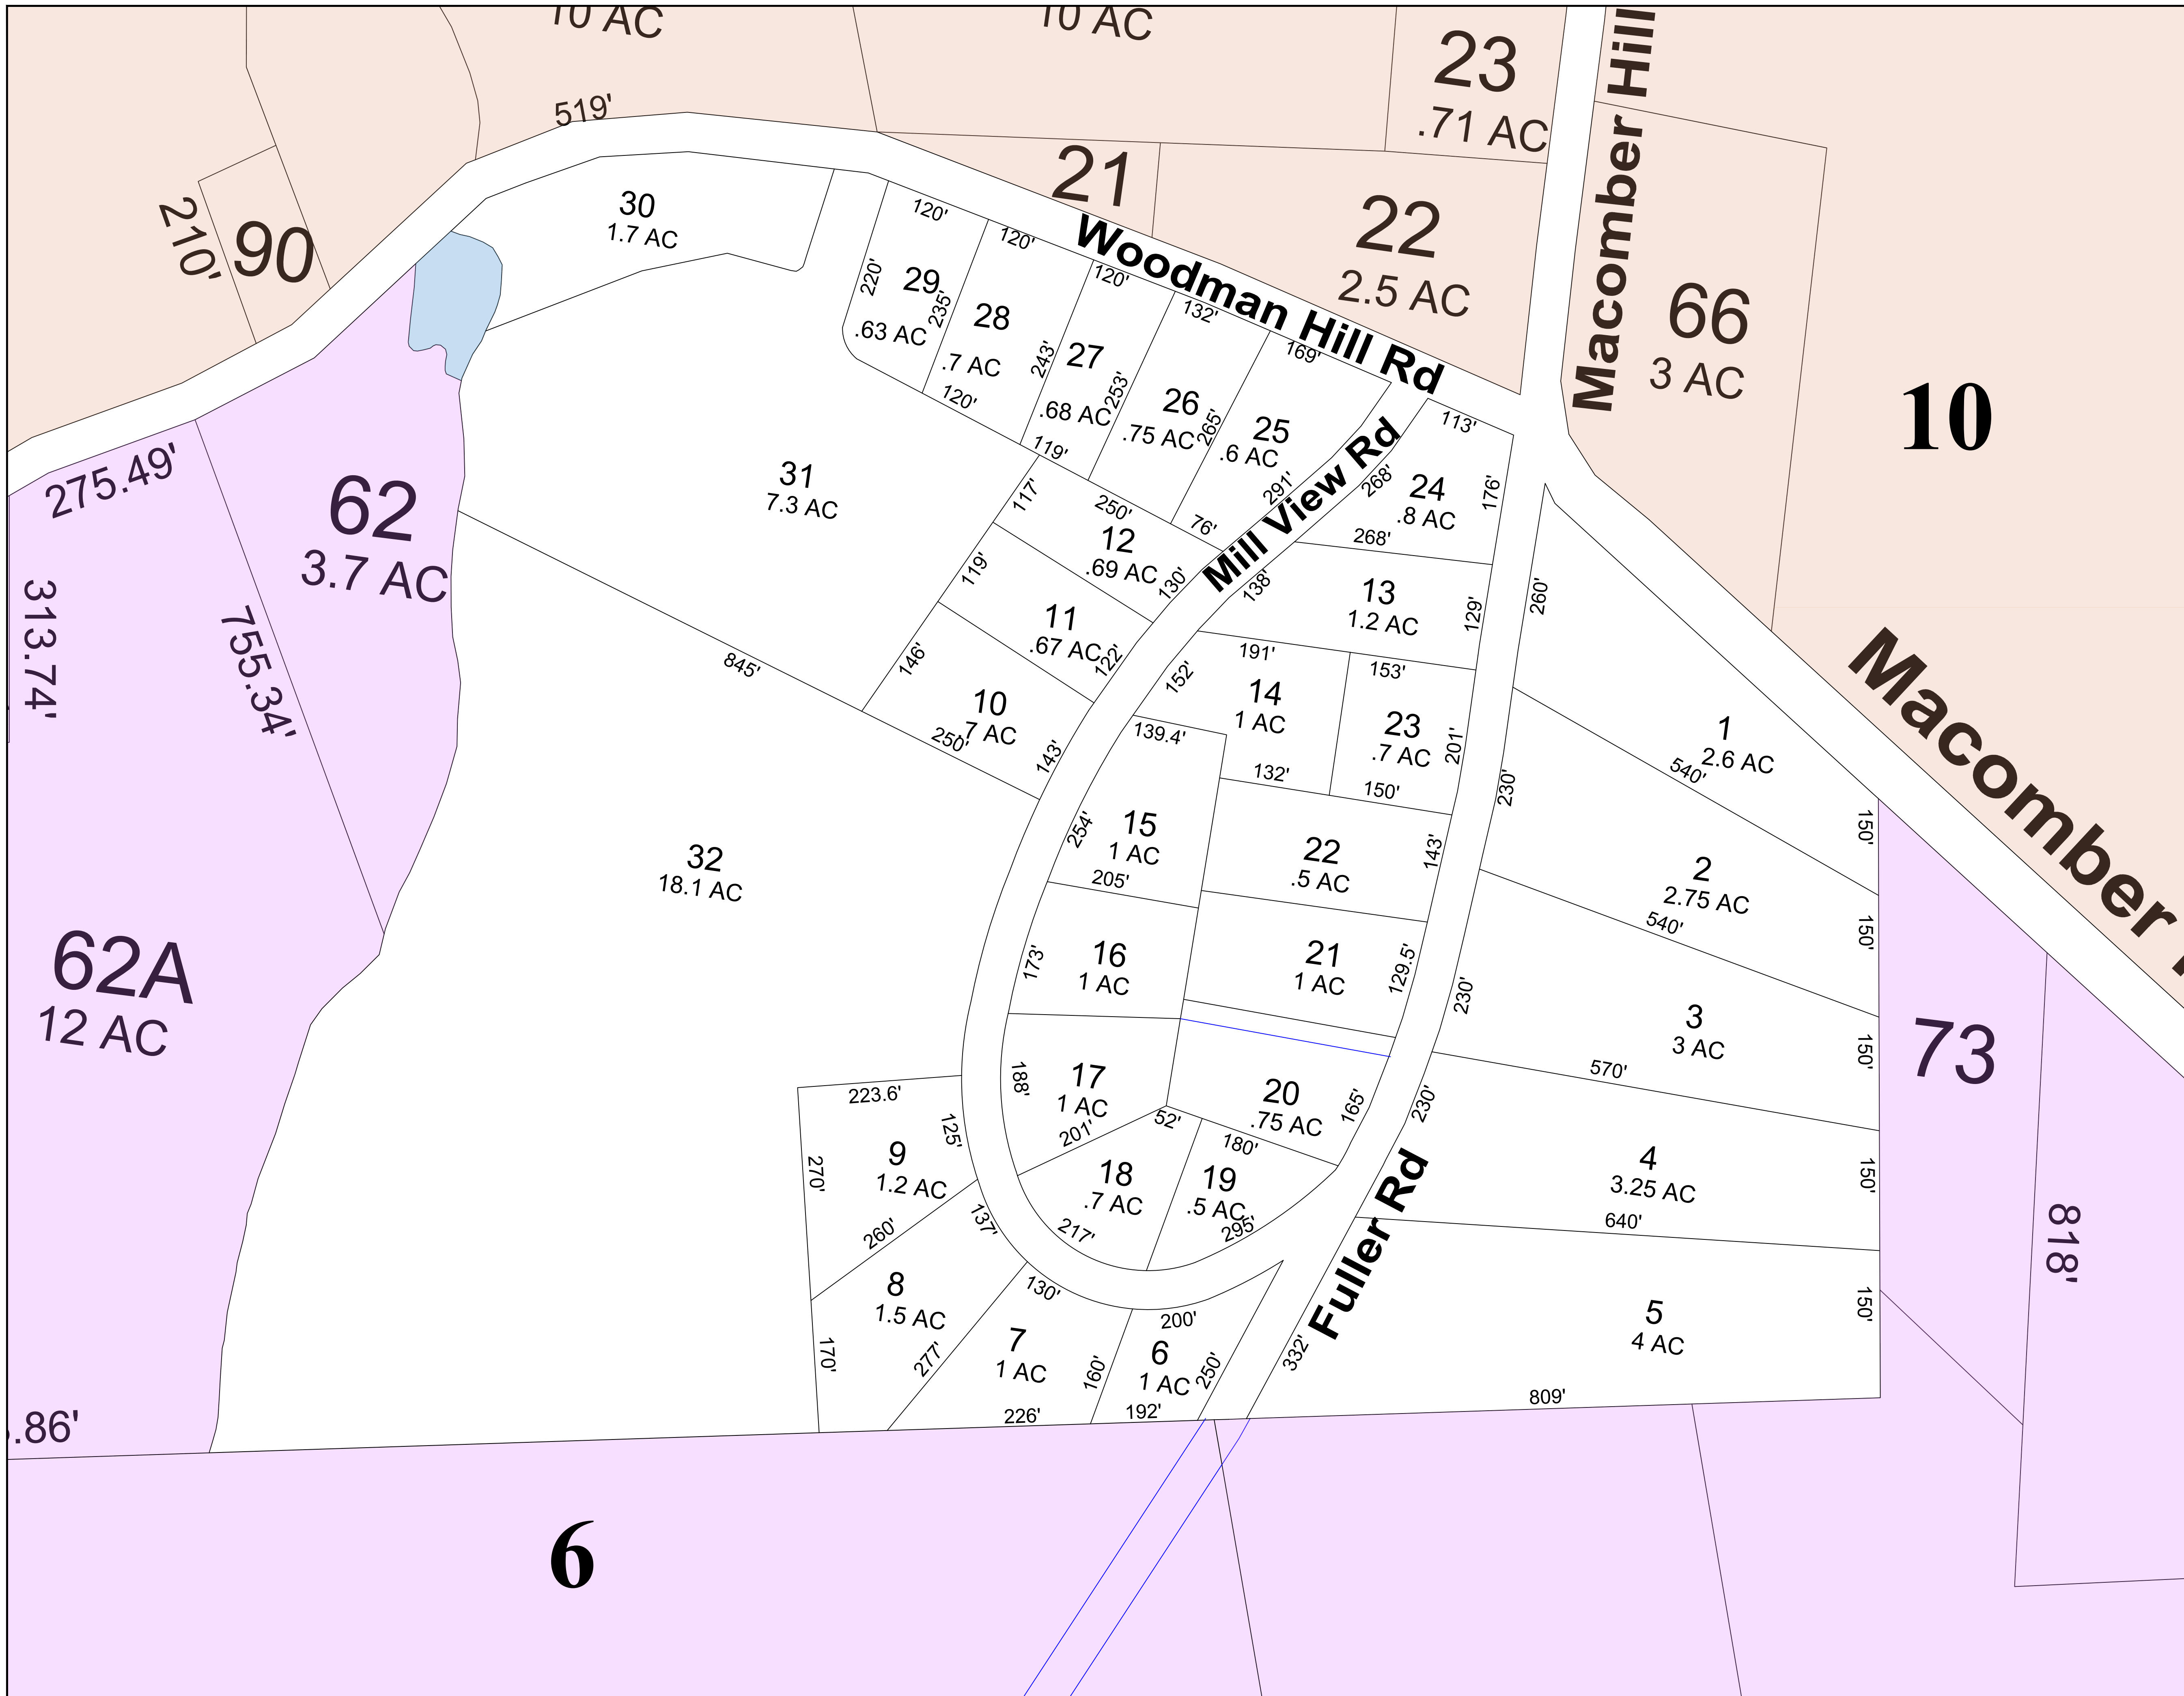 10 AC
10 AC
23
.71 AC
Macomber Hill
519'
21
22
2.5 AC
66
3 AC
10
210'
90
30
1.7 AC
Woodman Hill Rd
120'
120'
120'
132'
169'
113'
220'
29
.63 AC
235'
28
.7 AC
120'
243'
27
.68 AC
119'
253'
26
.75 AC
265'
25
.6 AC
76'
291'
Mill View Rd
268'
24
.8 AC
176'
268'
275.49'
62
3.7 AC
313.74'
755.34'
62A
12 AC
31
7.3 AC
845'
117'
250'
12
.69 AC
130'
119'
11
.67 AC
122'
146'
10
.7 AC
250'
143'
138'
13
1.2 AC
129'
260'
152'
191'
14
1 AC
132'
153'
23
.7 AC
201'
150'
230'
1
2.6 AC
540'
150'
Macomber
139.4'
15
1 AC
254'
205'
22
.5 AC
143'
2
2.75 AC
540'
150'
32
18.1 AC
173'
16
1 AC
21
1 AC
129.5'
230'
3
3 AC
570'
150'
73
188'
17
1 AC
201'
52'
20
.75 AC
165'
180'
230'
223.6'
125'
9
1.2 AC
270'
260'
137'
18
.7 AC
217'
19
.5 AC
295'
Fuller Rd
4
3.25 AC
640'
150'
818'
8
1.5 AC
170'
277'
130'
7
1 AC
226'
160'
200'
6
1 AC
192'
250'
332'
5
4 AC
809'
150'
.86'
6